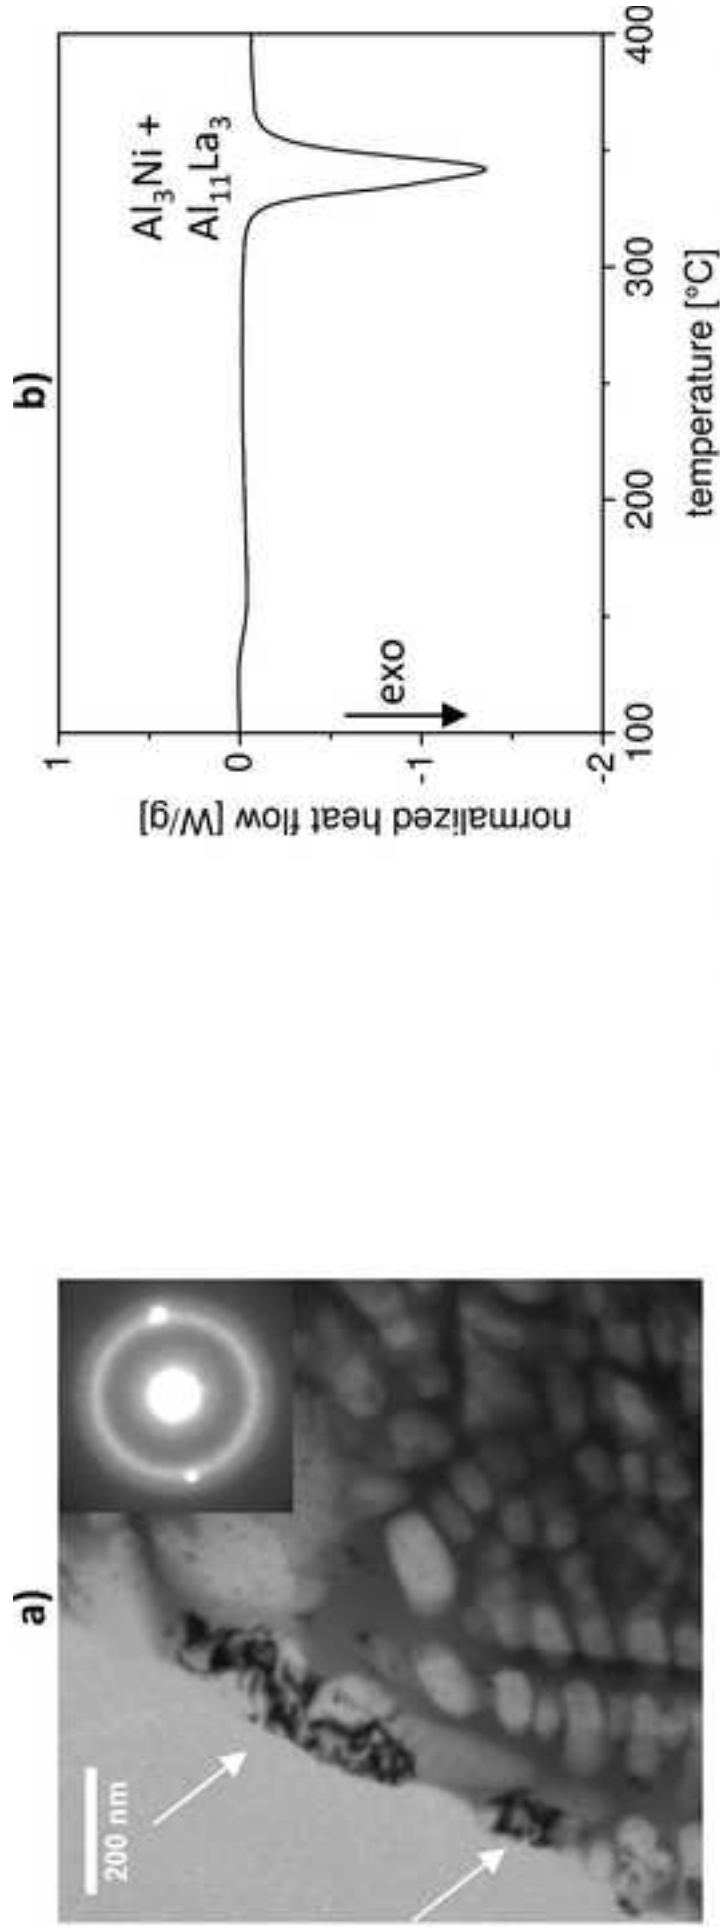 a)
200 nm
b)
normalized heat flow [W/g]
1
0
-1
-2
exo
Al₃Ni +
Al₁₁La₃
100
200
300
400
temperature [°C]